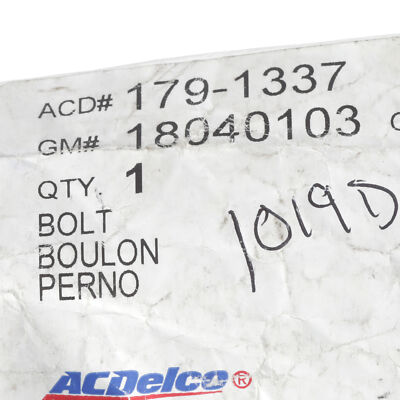 ACD# 179-1337
GM# 18040103
QTY. 1
BOLT
BOULON
PERNO
1019D
ACDelco®